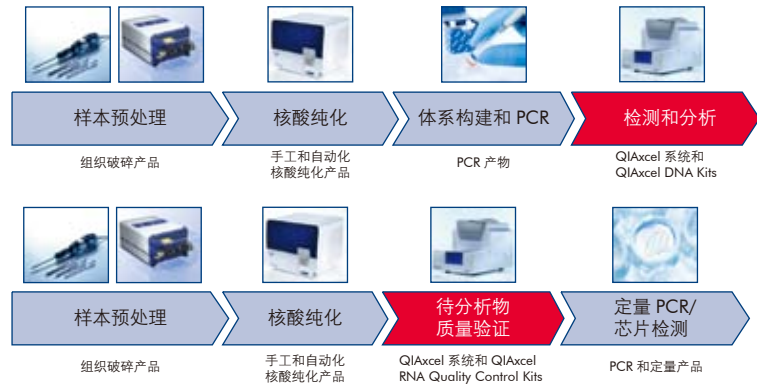 样本预处理
核酸纯化
体系构建和 PCR
检测和分析
组织破碎产品
手工和自动化
核酸纯化产品
PCR 产物
QIAxcel 系统和
QIAxcel DNA Kits
样本预处理
核酸纯化
待分析物
质量验证
定量 PCR/
芯片检测
组织破碎产品
手工和自动化
核酸纯化产品
QIAxcel 系统和 QIAxcel
RNA Quality Control Kits
PCR 和定量产品